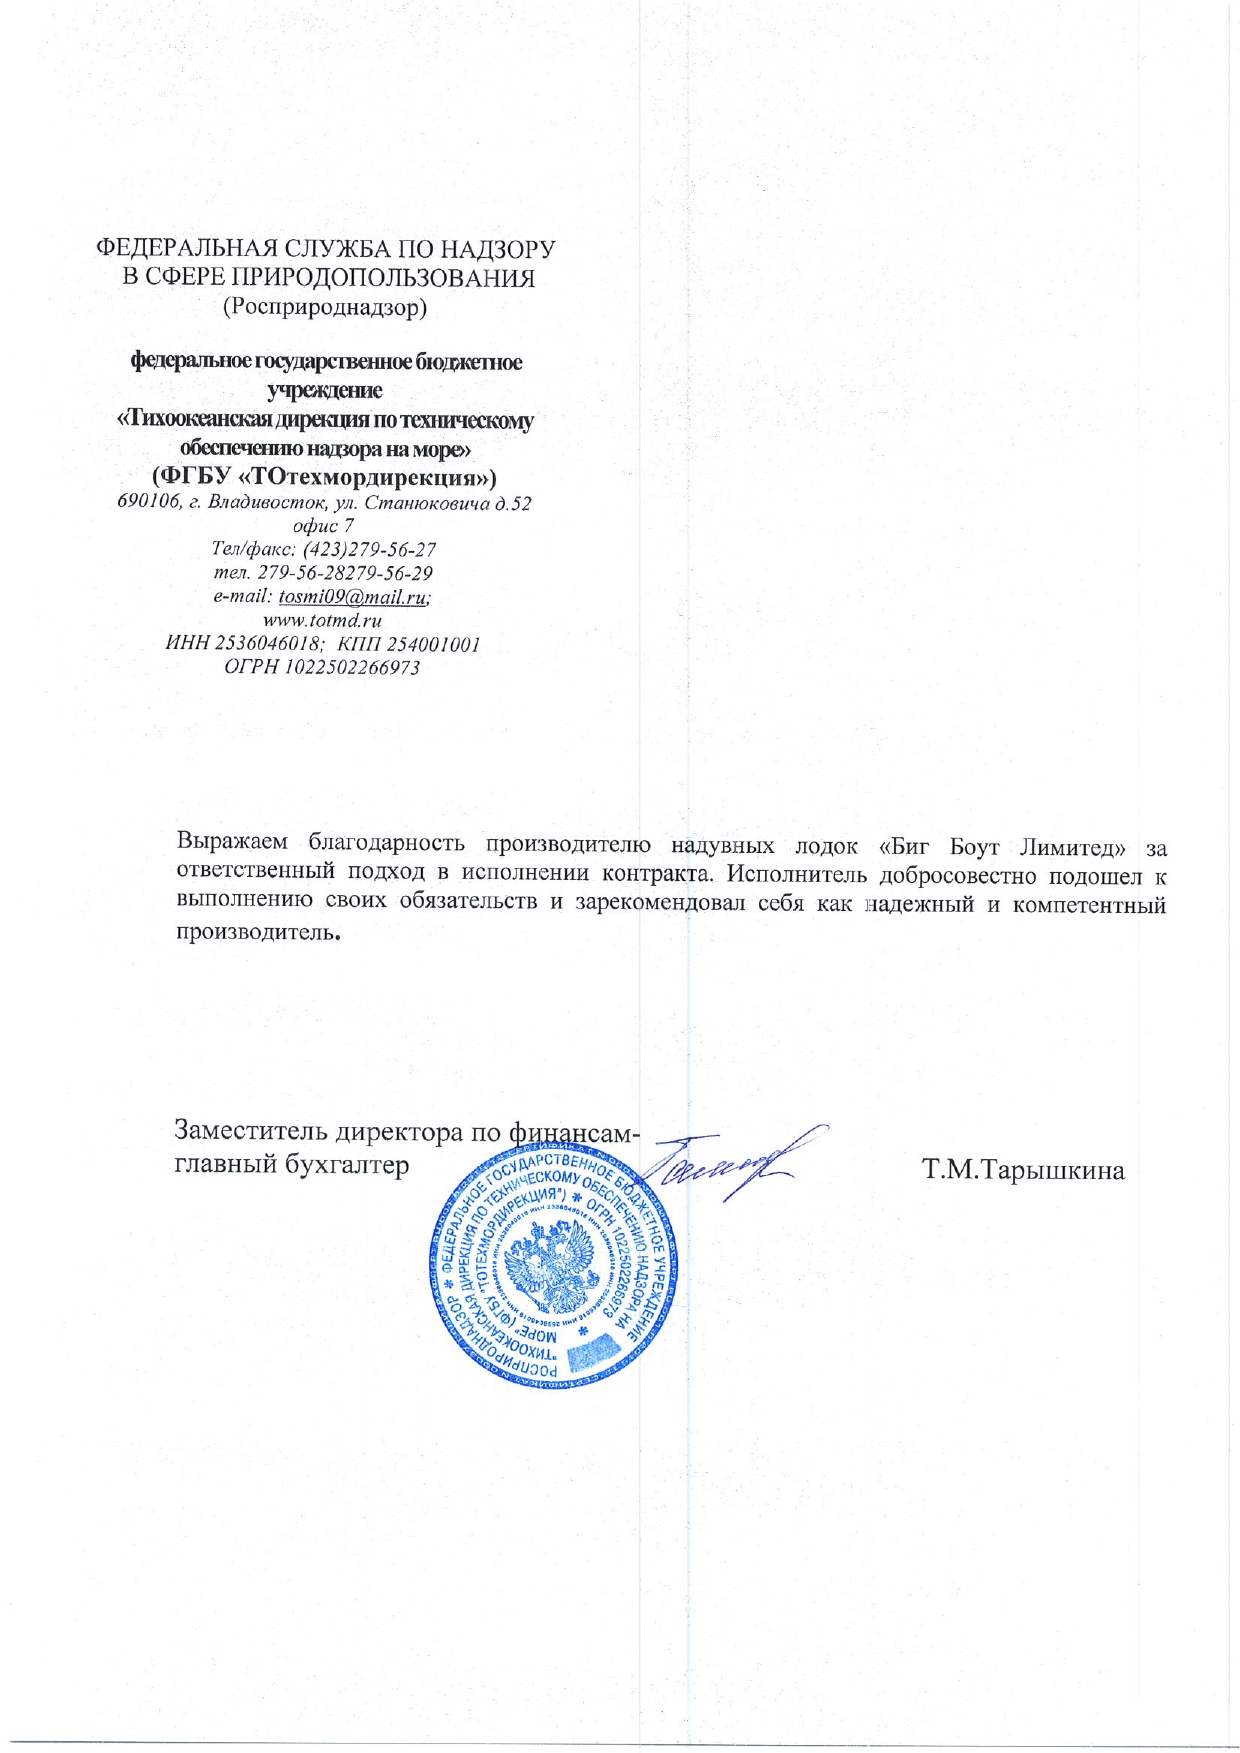 ФЕДЕРАЛЬНАЯ СЛУЖБА ПО НАДЗОРУ
В СФЕРЕ ПРИРОДОПОЛЬЗОВАНИЯ
(Росприроднадзор)
федеральное государственное бюджетное
учреждение
«Тихоокеанская дирекция по техническому
обеспечению надзора на море»
(ФГБУ «ТОтехмордирекция»)
690106, г. Владивосток, ул. Станюковича д.52
офис 7
Тел/факс: (423)279-56-27
тел. 279-56-28279-56-29
e-mail: tosmi09@mail.ru;
www.totmd.ru
ИНН 2536046018; КПП 254001001
ОГРН 1022502266973
Выражаем благодарность производителю надувных лодок «Биг Боут Лимитед» за
ответственный подход в исполнении контракта. Исполнитель добросовестно подошел к
выполнению своих обязательств и зарекомендовал себя как надежный и компетентный
производитель.
Заместитель директора по финансам-
главный бухгалтер
Т.М.Тарышкина
РОСПРИРОДНАДЗОР * ФЕДЕРАЛЬНОЕ ГОСУДАРСТВЕННОЕ БЮДЖЕТНОЕ УЧРЕЖДЕНИЕ
"ТИХООКЕАНСКАЯ ДИРЕКЦИЯ ПО ТЕХНИЧЕСКОМУ ОБЕСПЕЧЕНИЮ НАДЗОРА НА
МОРЕ" (ФГБУ "ТОТЕХМОРДИРЕКЦИЯ") * ОГРН 1022502266973 *